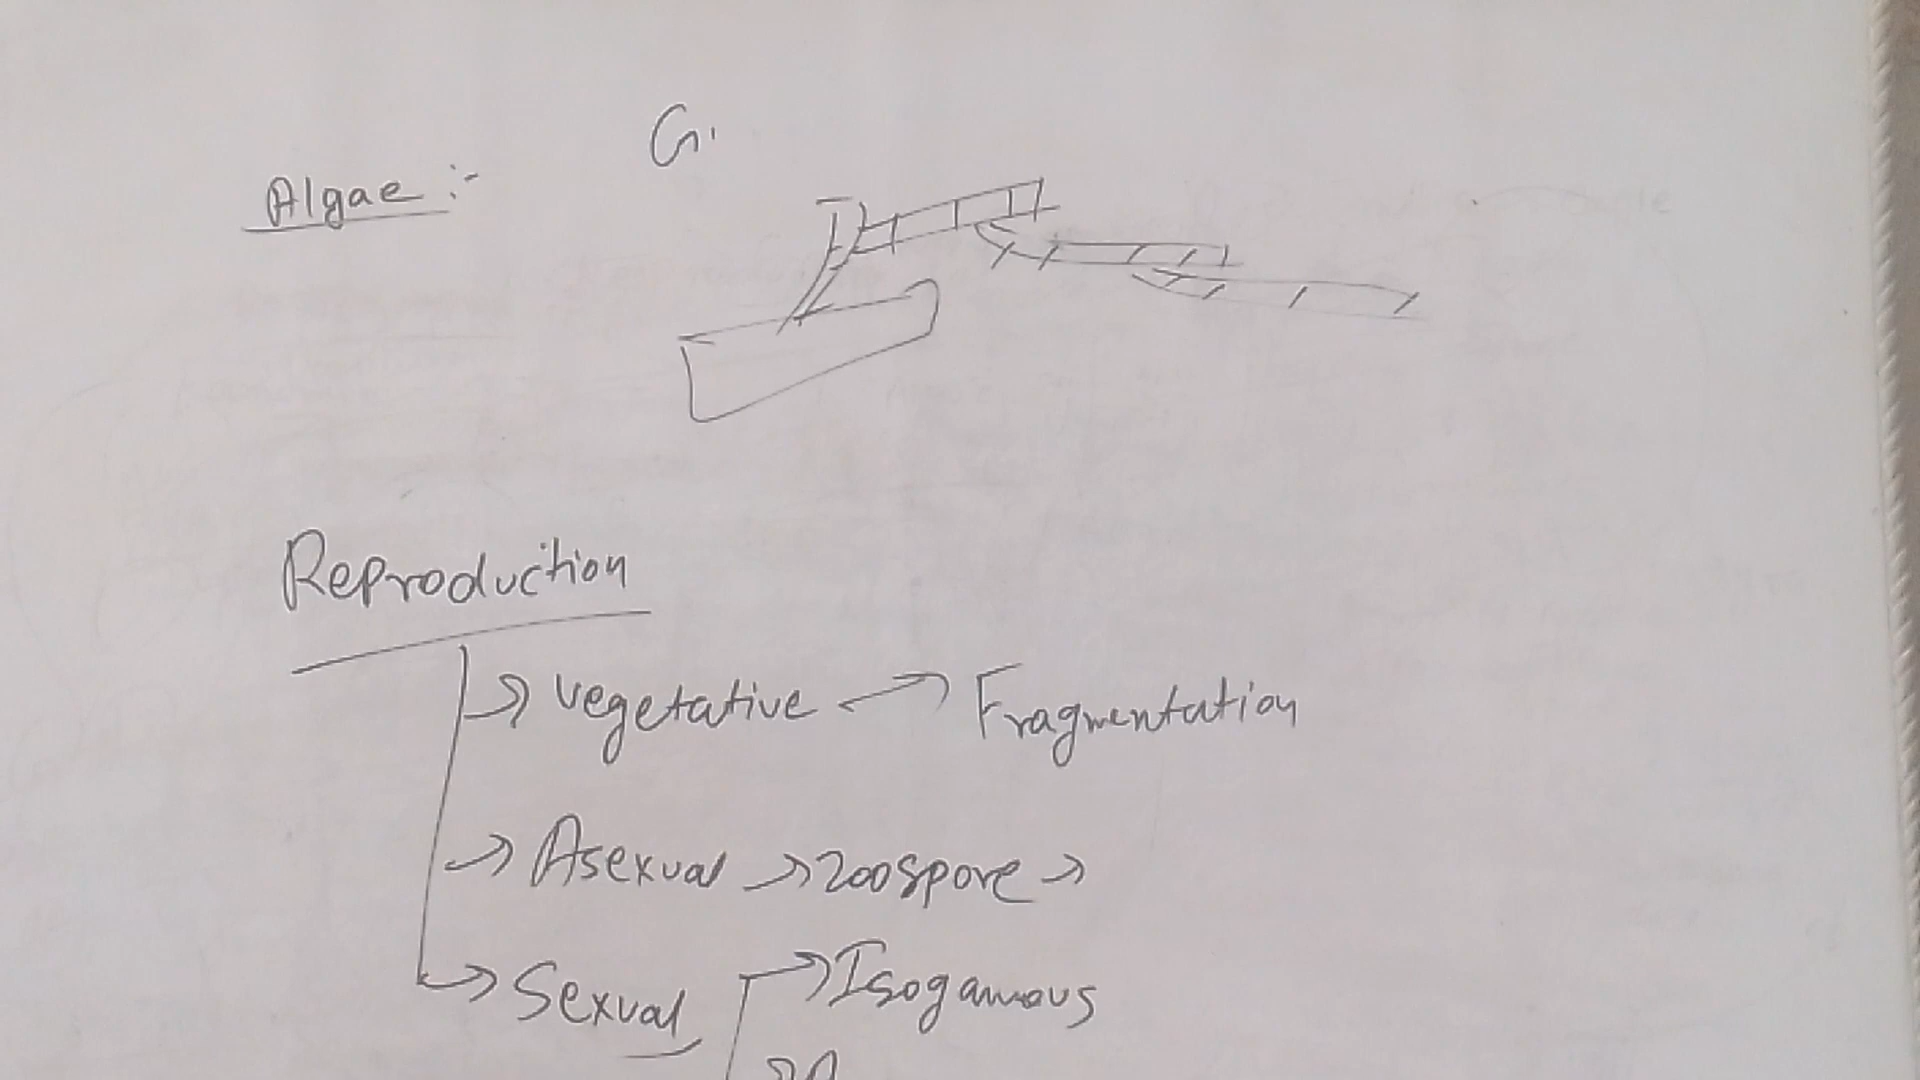 G.
Algae :-
Reproduction
→ vegetative → Fragmentation
→ Asexual → zoospore →
→ Sexual → Isogamous